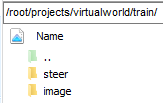 /root/projects/virtualworld/train/
Name
..
steer
image